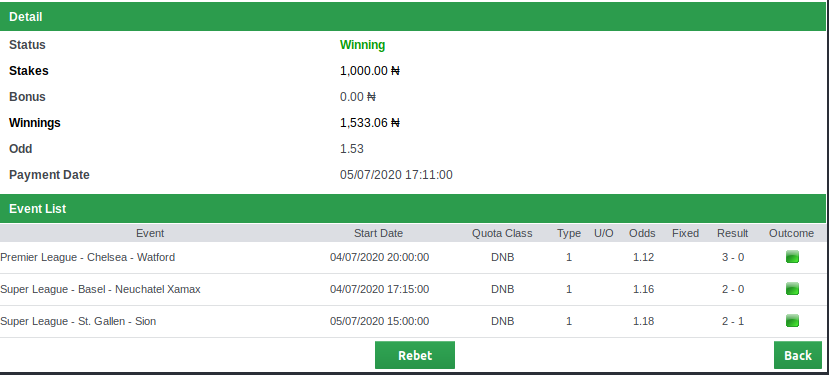 Detail
Status Winning
Stakes 1,000.00 ₦
Bonus 0.00 ₦
Winnings 1,533.06 ₦
Odd 1.53
Payment Date 05/07/2020 17:11:00
Event List
Event Start Date Quota Class Type U/O Odds Fixed Result Outcome
Premier League - Chelsea - Watford 04/07/2020 20:00:00 DNB 1 1.12 3 - 0
Super League - Basel - Neuchatel Xamax 04/07/2020 17:15:00 DNB 1 1.16 2 - 0
Super League - St. Gallen - Sion 05/07/2020 15:00:00 DNB 1 1.18 2 - 1
Rebet Back